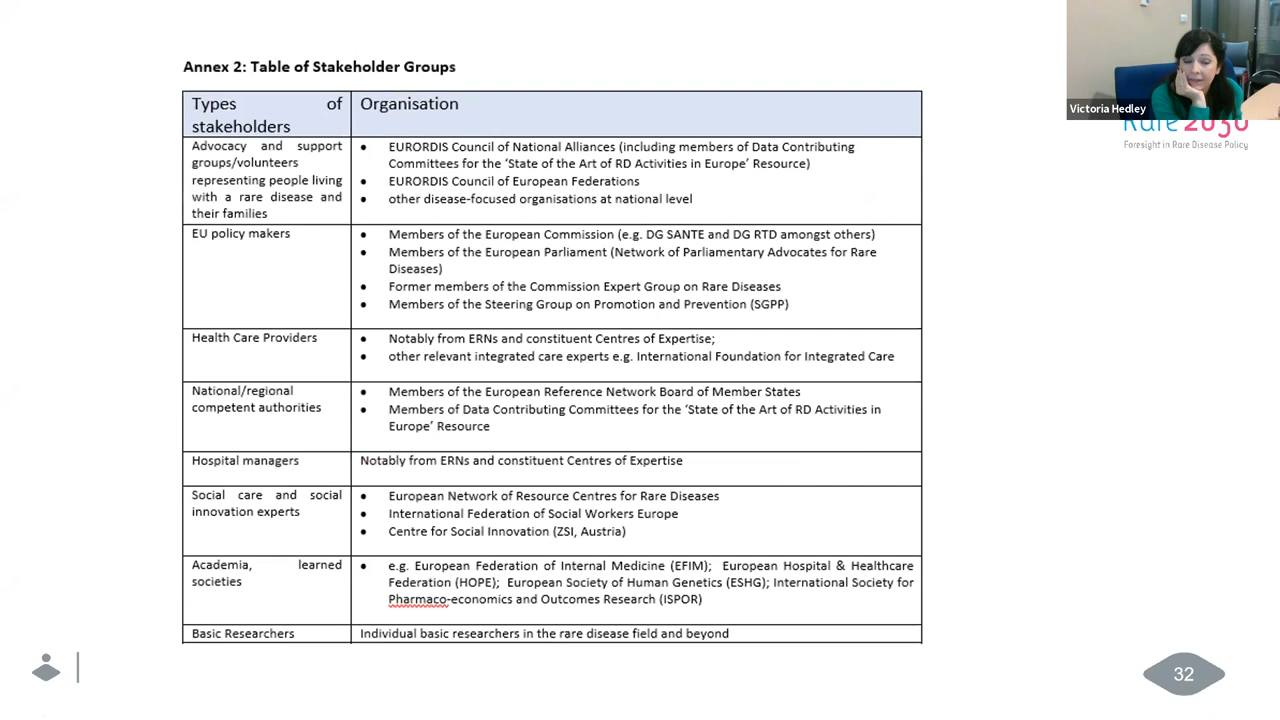 Annex 2: Table of Stakeholder Groups
Types of
stakeholders
Organisation
Advocacy and support
groups/volunteers
representing people living
with a rare disease and
their families
• EURORDIS Council of National Alliances (including members of Data Contributing
Committees for the ‘State of the Art of RD Activities in Europe’ Resource)
• EURORDIS Council of European Federations
• other disease-focused organisations at national level
EU policy makers
• Members of the European Commission (e.g. DG SANTE and DG RTD amongst others)
• Members of the European Parliament (Network of Parliamentary Advocates for Rare
Diseases)
• Former members of the Commission Expert Group on Rare Diseases
• Members of the Steering Group on Promotion and Prevention (SGPP)
Health Care Providers
• Notably from ERNs and constituent Centres of Expertise;
• other relevant integrated care experts e.g. International Foundation for Integrated Care
National/regional
competent authorities
• Members of the European Reference Network Board of Member States
• Members of Data Contributing Committees for the ‘State of the Art of RD Activities in
Europe’ Resource
Hospital managers
Notably from ERNs and constituent Centres of Expertise
Social care and social
innovation experts
• European Network of Resource Centres for Rare Diseases
• International Federation of Social Workers Europe
• Centre for Social Innovation (ZSI, Austria)
Academia, learned
societies
• e.g. European Federation of Internal Medicine (EFIM); European Hospital & Healthcare
Federation (HOPE); European Society of Human Genetics (ESHG); International Society for
Pharmaco-economics and Outcomes Research (ISPOR)
Basic Researchers
Individual basic researchers in the rare disease field and beyond
Victoria Hedley
Rare 2030
Foresight in Rare Disease Policy
32